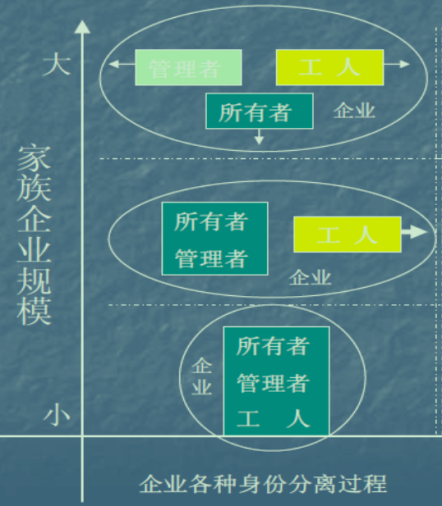 大
管理者
工 人
所有者
企业
家族企业规模
所有者
管理者
工 人
企业
所有者
管理者
工 人
企业
小
企业各种身份分离过程